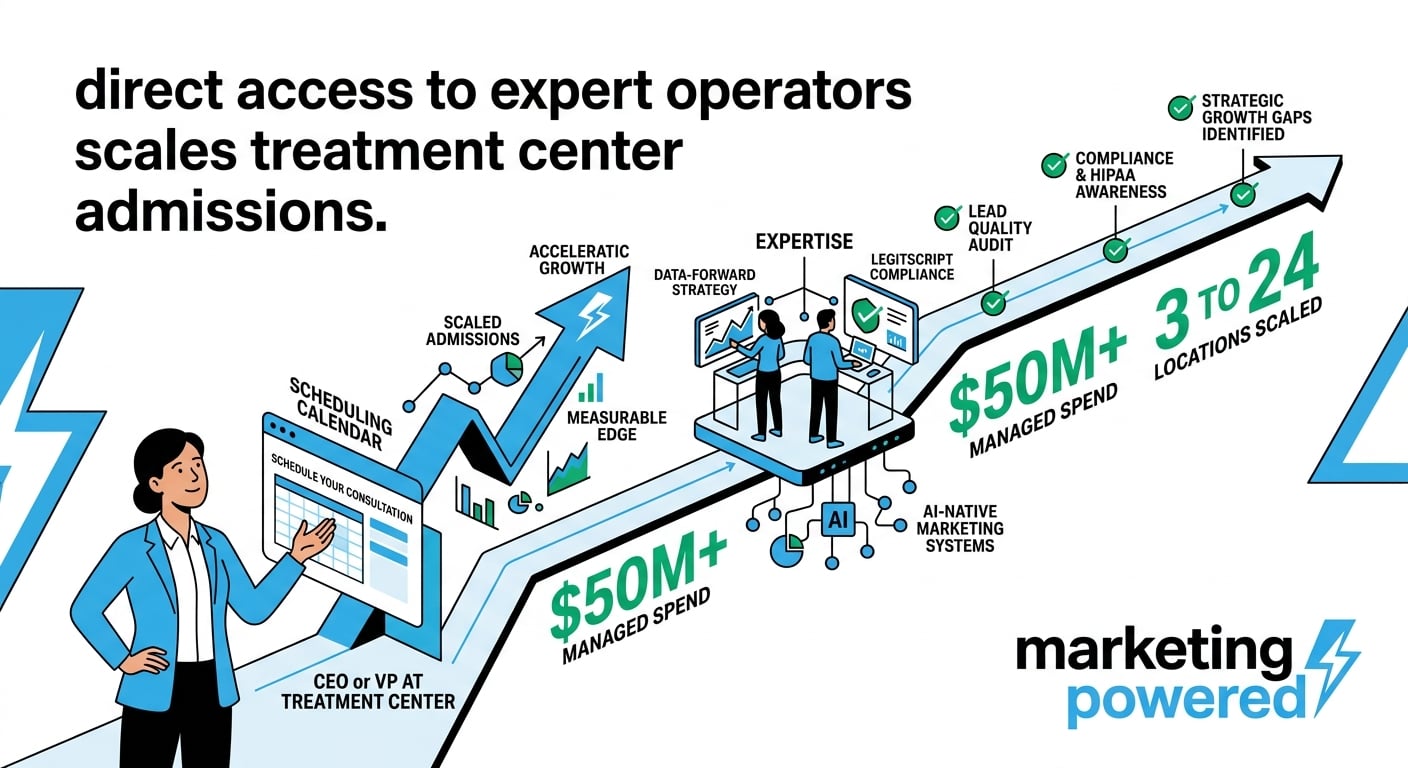 direct access to expert operators
scales treatment center
admissions.
STRATEGIC
GROWTH GAPS
IDENTIFIED
COMPLIANCE
& HIPAA
AWARENESS
LEAD
QUALITY
AUDIT
EXPERTISE
LEGITSCRIPT
COMPLIANCE
DATA-FORWARD
STRATEGY
ACCELERATIC
GROWTH
SCALED
ADMISSIONS
SCHEDULING
CALENDAR
SCHEDULE YOUR CONSULTATION
MEASURABLE
EDGE
3 TO 24
LOCATIONS SCALED
$50M+
MANAGED SPEND
AI
AI-NATIVE
MARKETING
SYSTEMS
$50M+
MANAGED SPEND
CEO or VP AT
TREATMENT CENTER
marketing
powered